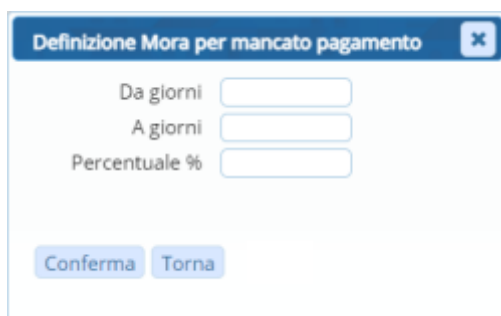 Definizione Mora per mancato pagamento
Da giorni
A giorni
Percentuale %
Conferma Torna